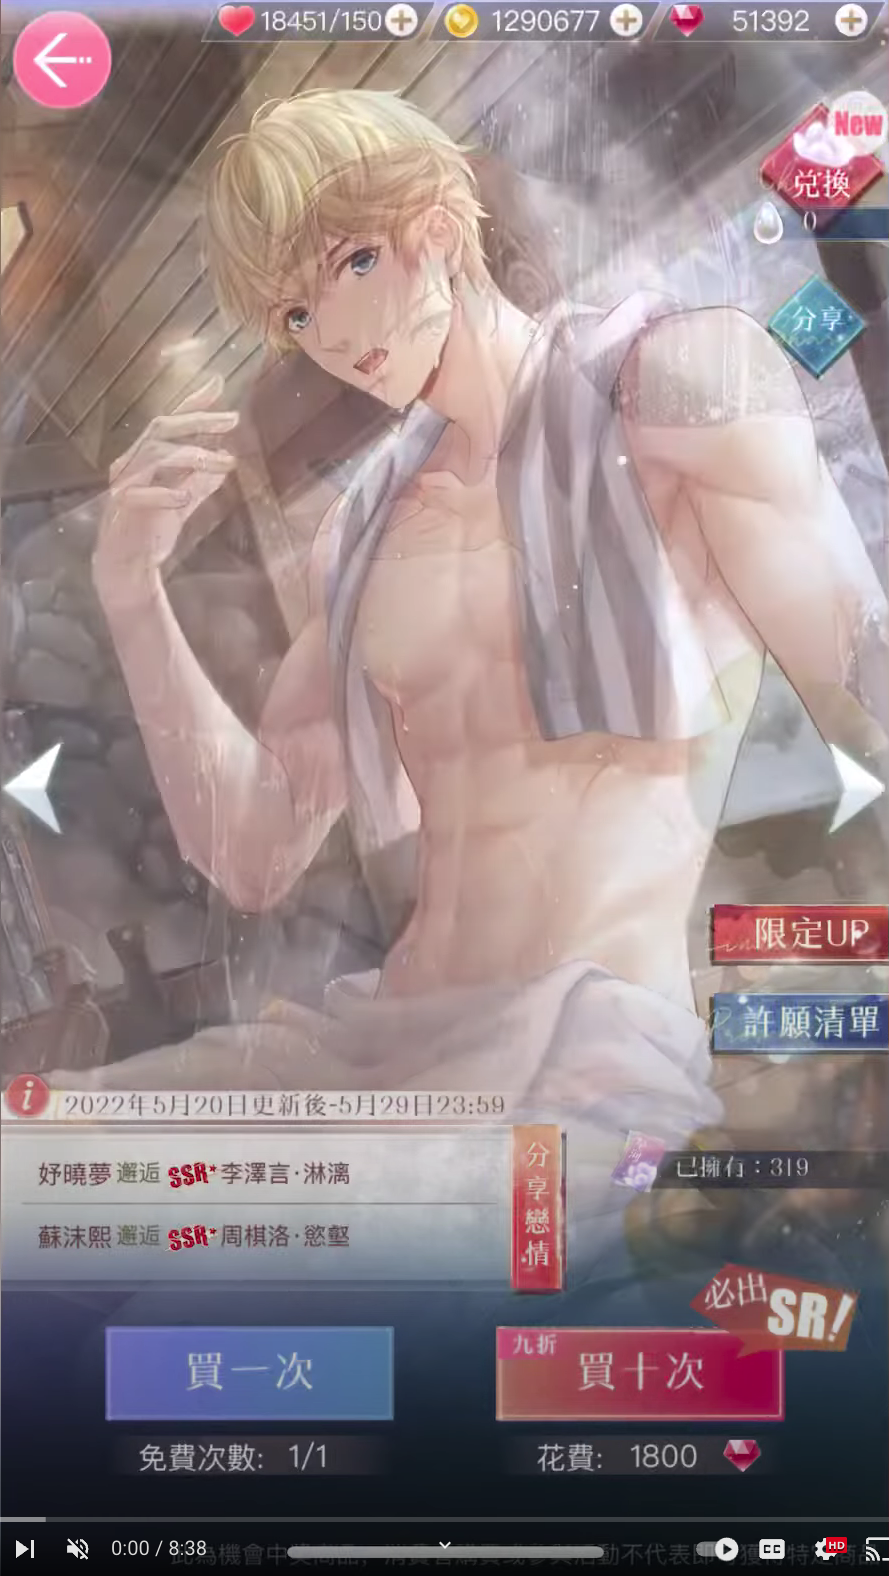 18451/150
1290677
51392
New
兌換
0
分享
限定UP
許願清單
i
2022年5月20日更新後-5月29日23:59
妤曉夢 邂逅 SSR 李澤言·淋漓
蘇沫熙 邂逅 SSR 周棋洛·慾壑
分享戀情
已擁有：319
必出SR!
買一次
九折
買十次
免費次數: 1/1
花費: 1800
0:00 / 8:38
CC
HD